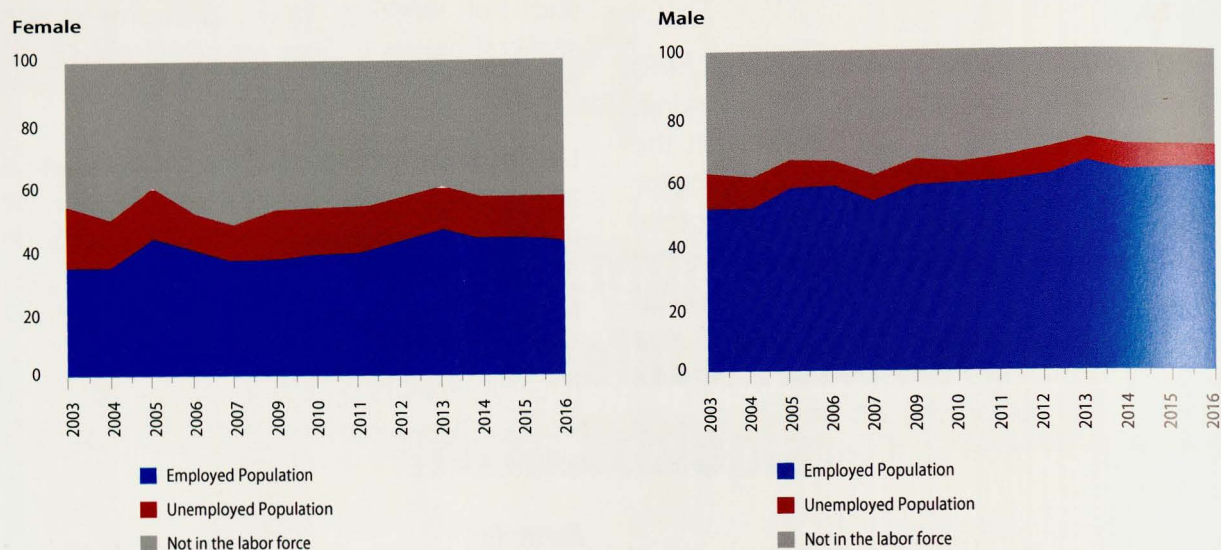 Female
100
80
60
40
20
0
2003 2004 2005 2006 2007 2009 2010 2011 2012 2013 2014 2015 2016
Employed Population
Unemployed Population
Not in the labor force
Male
100
80
60
40
20
0
2003 2004 2005 2006 2007 2009 2010 2011 2012 2013 2014 2015 2016
Employed Population
Unemployed Population
Not in the labor force